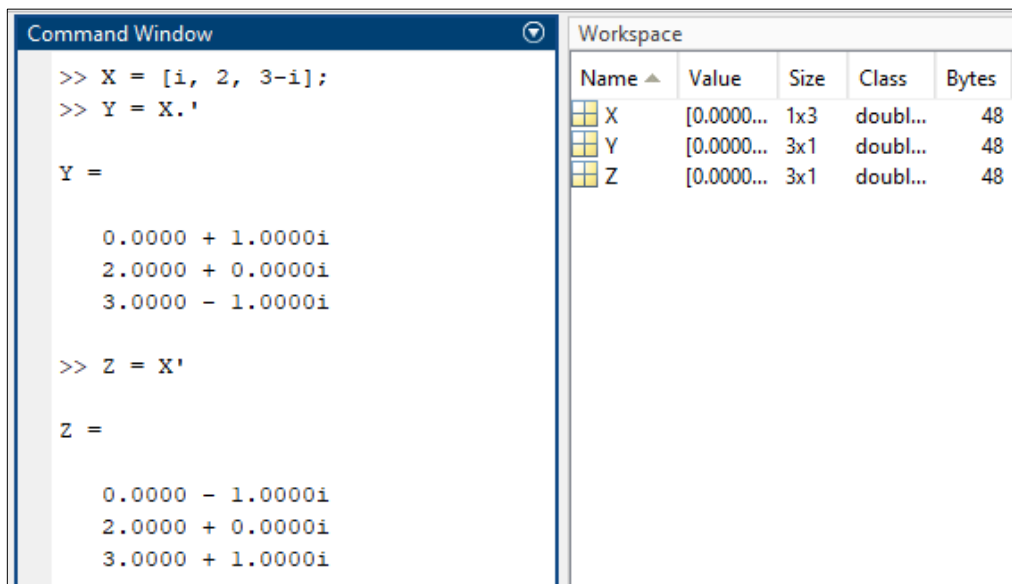 Command Window
>> X = [i, 2, 3-i];
>> Y = X.'
Y =
0.0000 + 1.0000i
2.0000 + 0.0000i
3.0000 - 1.0000i
>> Z = X'
Z =
0.0000 - 1.0000i
2.0000 + 0.0000i
3.0000 + 1.0000i
Workspace
Name Value Size Class Bytes
X [0.0000... 1x3 doubl... 48
Y [0.0000... 3x1 doubl... 48
Z [0.0000... 3x1 doubl... 48